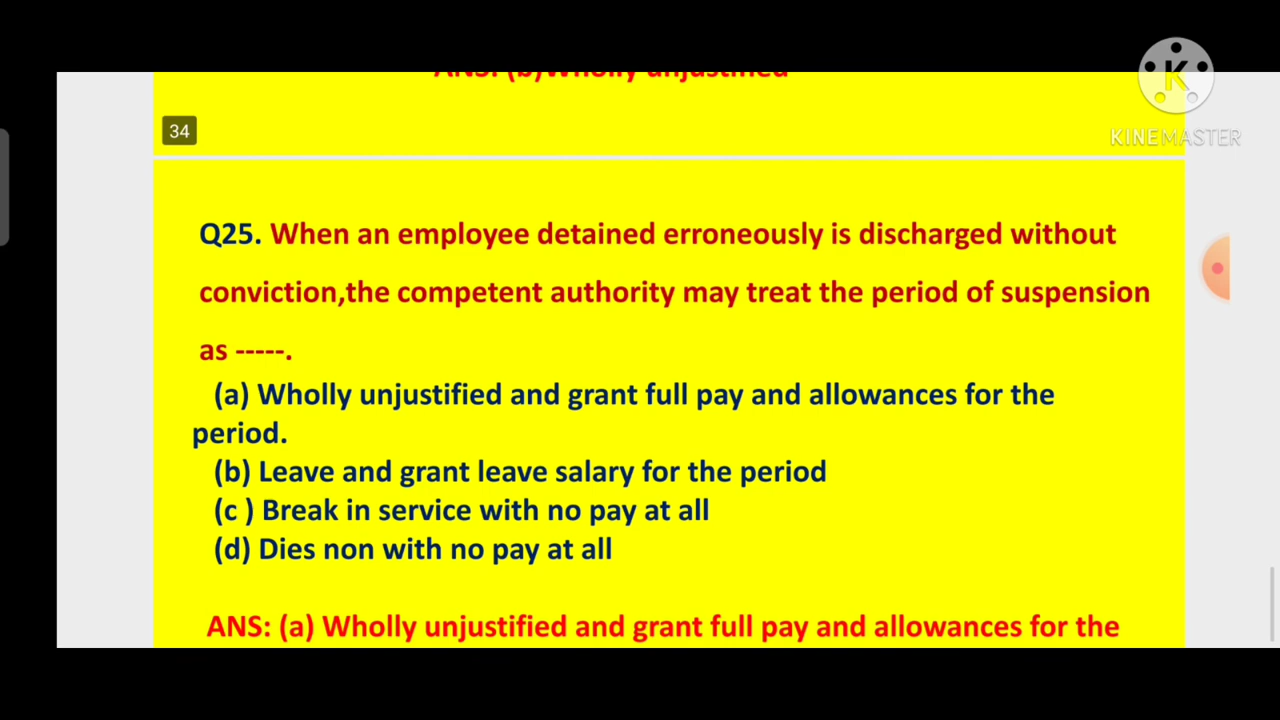 ANS: (b)Wholly unjustified
34
KINEMASTER
Q25. When an employee detained erroneously is discharged without
conviction,the competent authority may treat the period of suspension
as -----.
(a) Wholly unjustified and grant full pay and allowances for the
period.
(b) Leave and grant leave salary for the period
(c ) Break in service with no pay at all
(d) Dies non with no pay at all
ANS: (a) Wholly unjustified and grant full pay and allowances for the